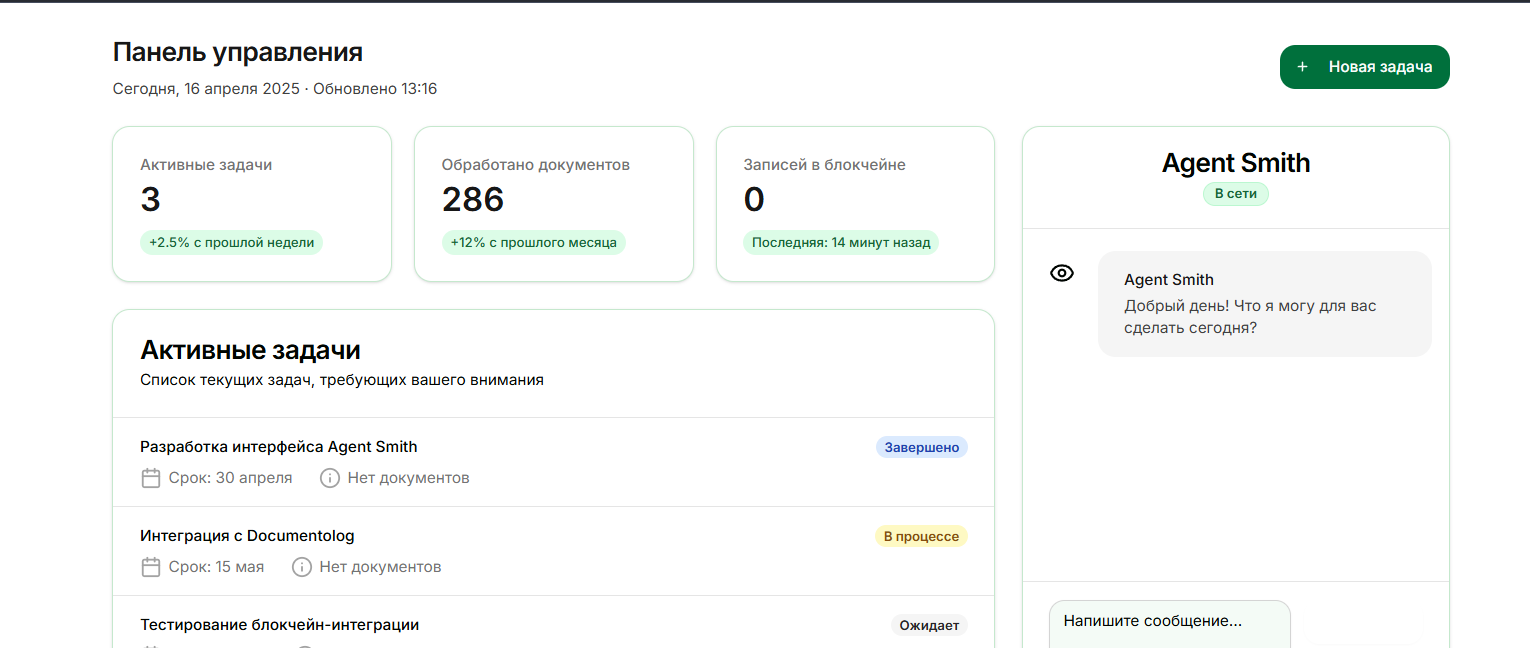 Панель управления
Сегодня, 16 апреля 2025 · Обновлено 13:16
+ Новая задача
Активные задачи
3
+2.5% с прошлой недели
Обработано документов
286
+12% с прошлого месяца
Записей в блокчейне
0
Последняя: 14 минут назад
Активные задачи
Список текущих задач, требующих вашего внимания
Разработка интерфейса Agent Smith
Завершено
Срок: 30 апреля
Нет документов
Интеграция с Documentolog
В процессе
Срок: 15 мая
Нет документов
Тестирование блокчейн-интеграции
Ожидает
Agent Smith
В сети
Agent Smith
Добрый день! Что я могу для вас
сделать сегодня?
Напишите сообщение...